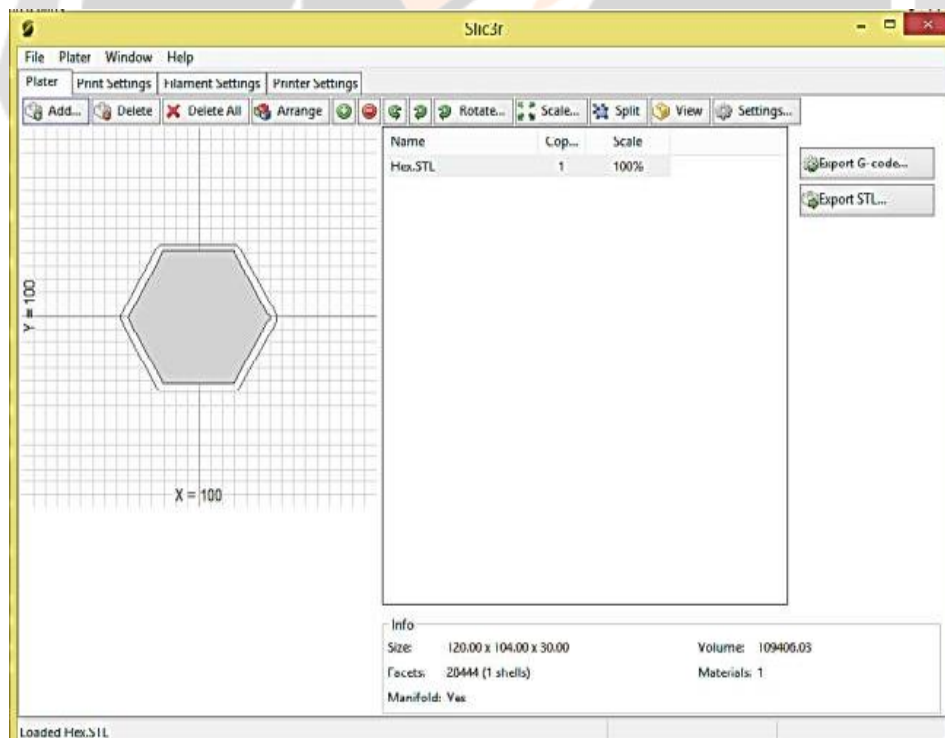 Slic3r
File Plater Window Help
Plater Print Settings Filament Settings Printer Settings
Add... Delete Delete All Arrange Rotate... Scale... Split View Settings...
Name Cop... Scale
Hex.STL 1 100%
Export G-code...
Export STL...
Y = 100
X = 100
Info
Size: 120.00 x 104.00 x 30.00 Volume: 109406.03
Facets: 28444 (1 shells) Materials: 1
Manifold: Yes
Loaded Hex.STL